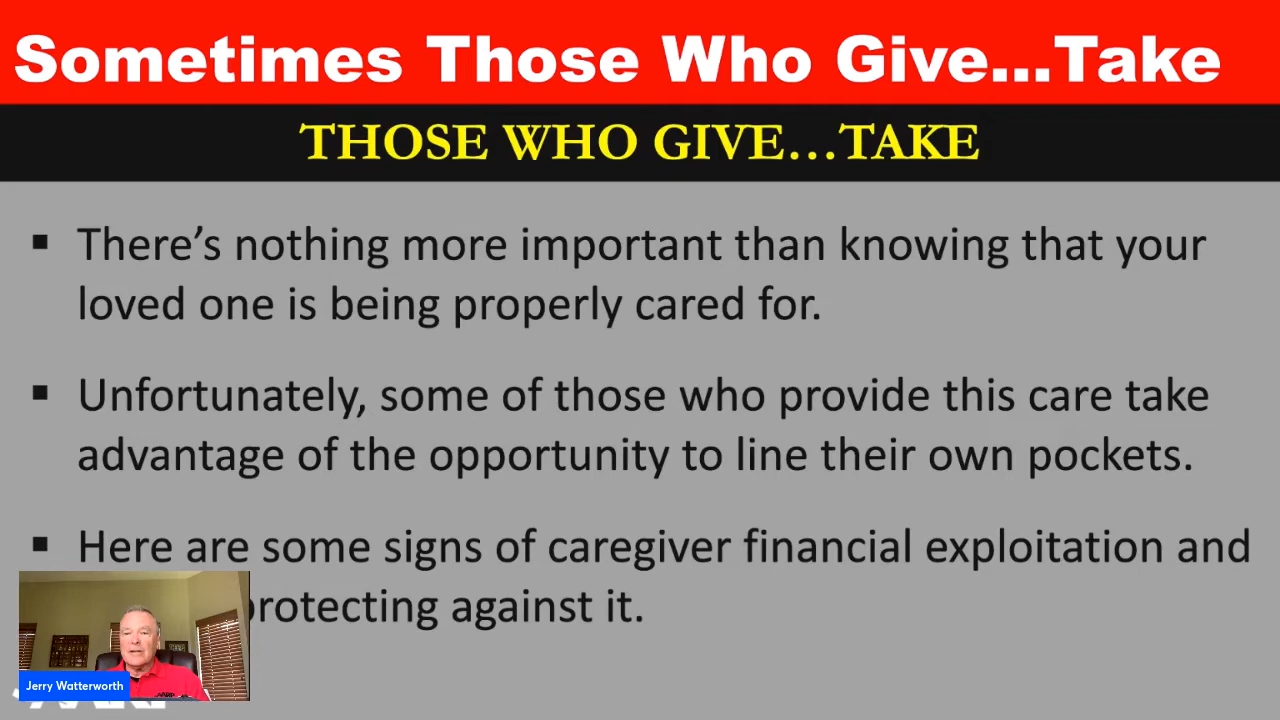 Sometimes Those Who Give...Take
THOSE WHO GIVE...TAKE
▪ There's nothing more important than knowing that your
loved one is being properly cared for.
▪ Unfortunately, some of those who provide this care take
advantage of the opportunity to line their own pockets.
▪ Here are some signs of caregiver financial exploitation and
protecting against it.
Jerry Watterworth